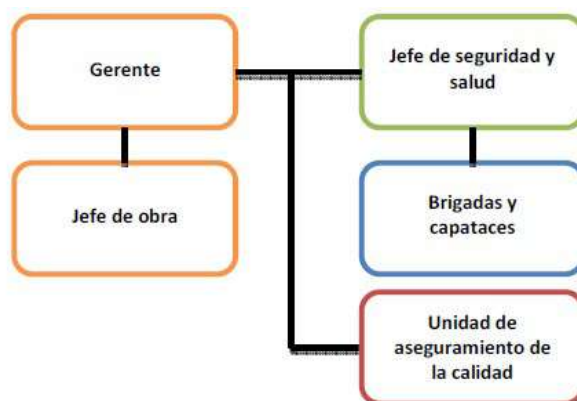 Gerente
Jefe de seguridad y
salud
Jefe de obra
Brigadas y
capataces
Unidad de
aseguramiento de
la calidad